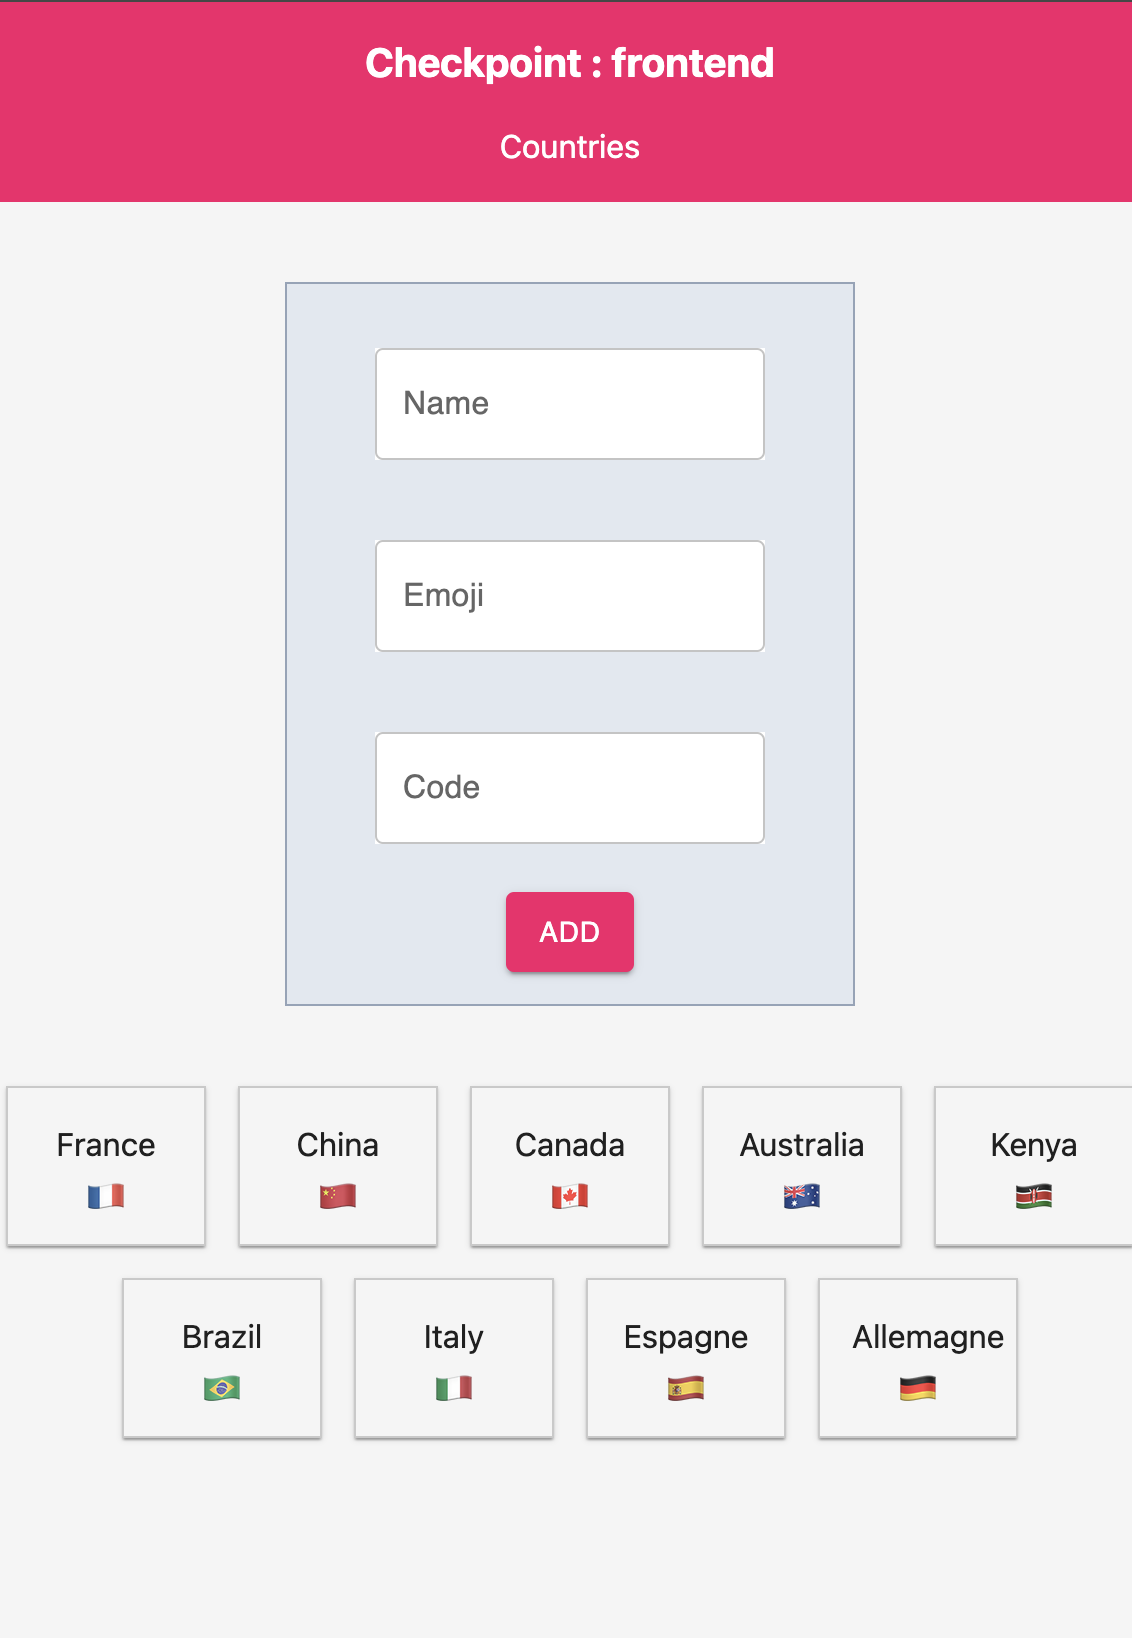 Checkpoint : frontend
Countries
Name
Emoji
Code
ADD
France China Canada Australia Kenya
Brazil Italy Espagne Allemagne